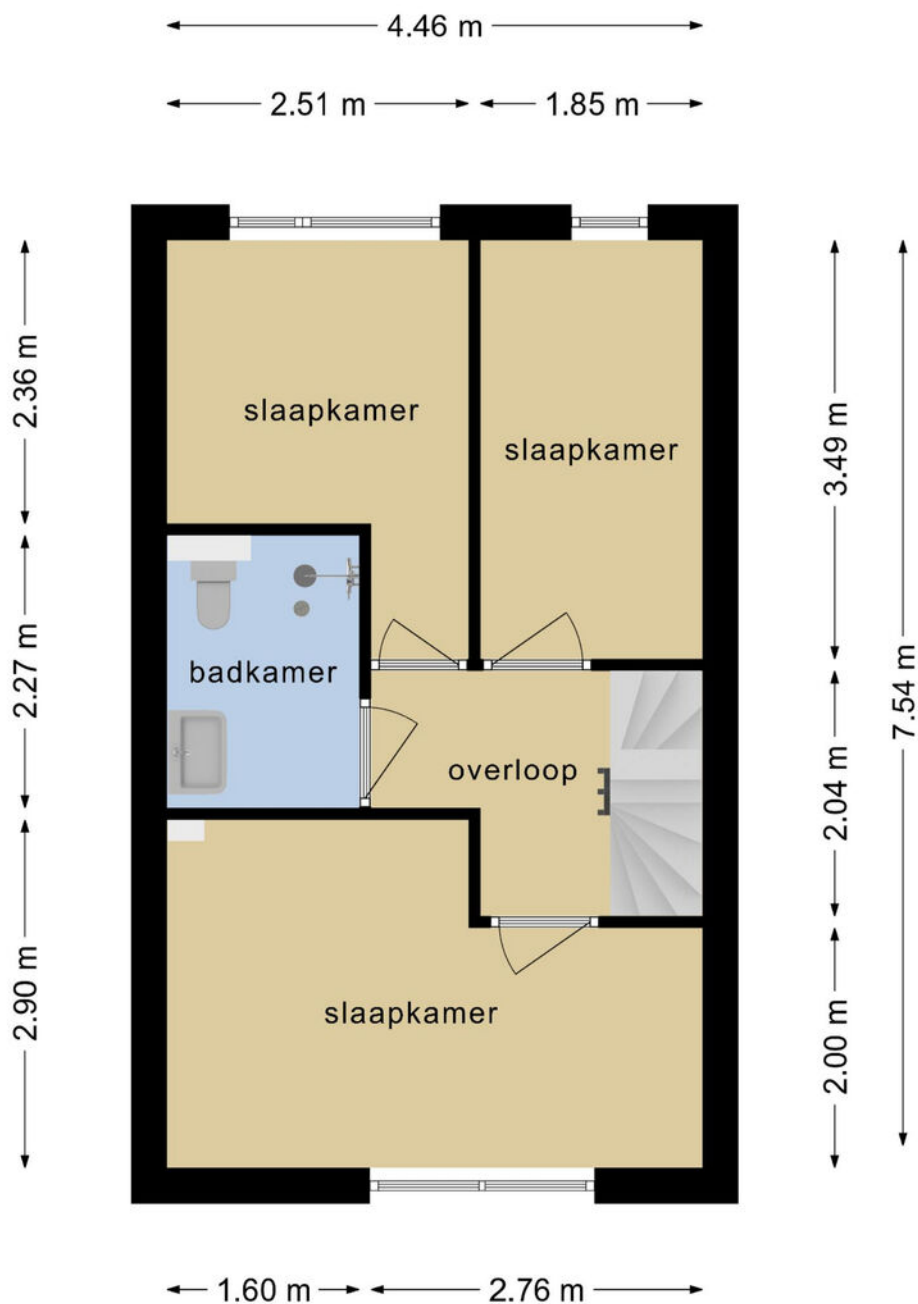 4.46 m
2.51 m
1.85 m
2.36 m
slaapkamer
slaapkamer
3.49 m
2.27 m
badkamer
7.54 m
overloop
2.04 m
2.90 m
slaapkamer
2.00 m
1.60 m
2.76 m